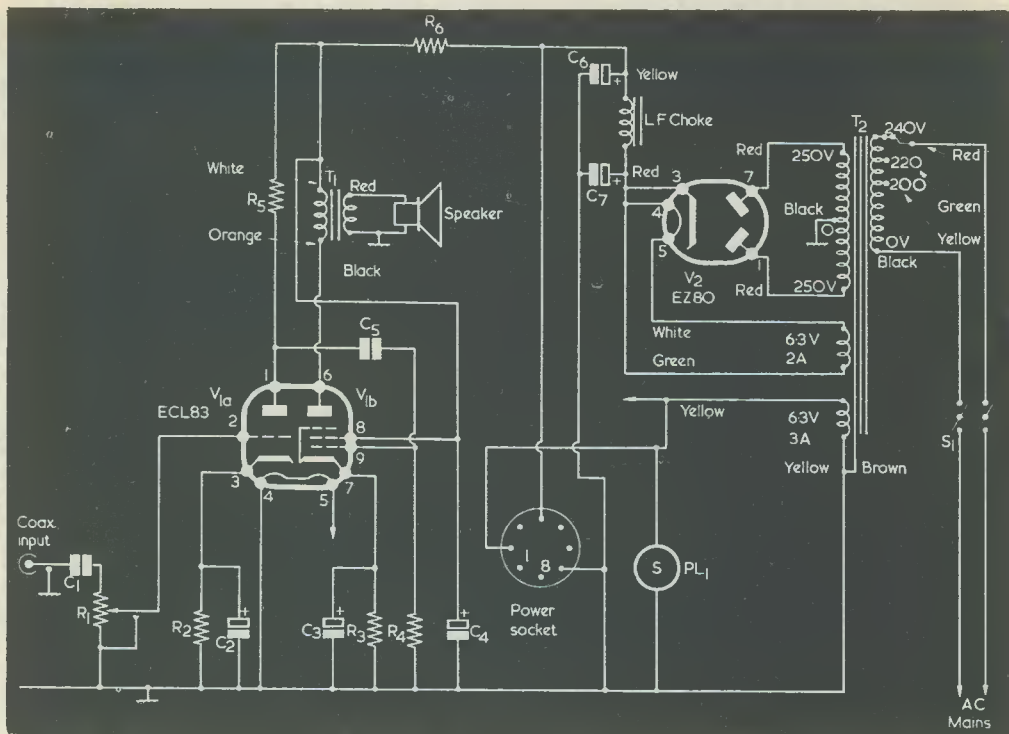 R6
C6
+
Yellow
L.F Choke
T2
240V
Red
250V
220
200
White
T1
Red
Red
3
7
C7
+
R5
Speaker
4
Black
O
Green
Orange
5
1
OV
Yellow
Black
V2
Red
250V
Black
EZ80
C5
White
6·3V
1
6
Green
2A
V1a
V1b
ECL83
2
8
Yellow
6·3V
9
3A
S1
3
4
5
7
Yellow
Brown
Coax.
input
C1
1
8
S
PL1
R1
+
+
+
Power
socket
R2
C2
C3
R3
R4
C4
AC
Mains